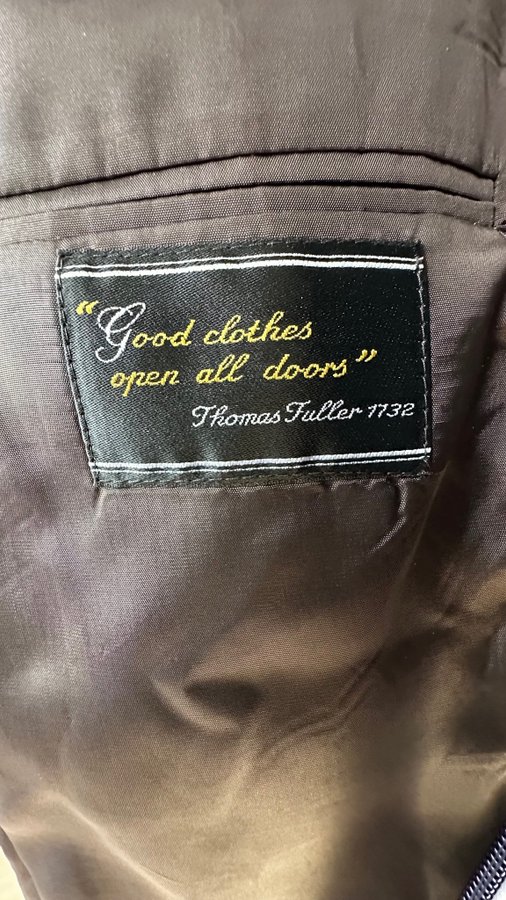 “Good clothes
open all doors”
Thomas Fuller 1732